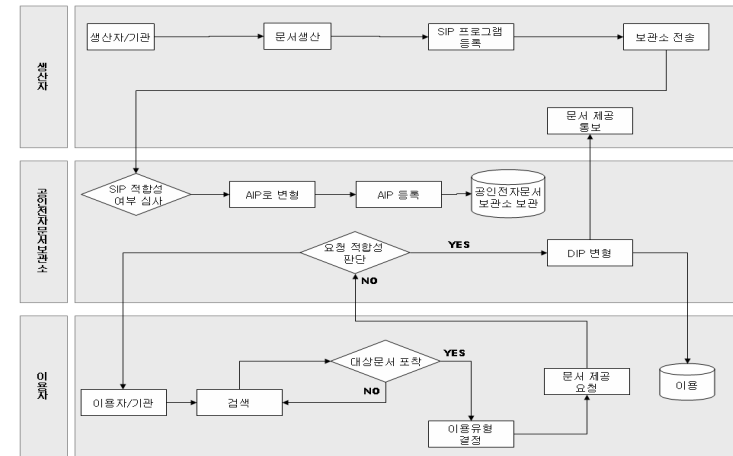 생산자
생산자/기관
문서생산
SIP 프로그램
등록
보관소 전송
문서 제공
통보
공인전자문서보관소
SIP 적합성
여부 심사
AIP로 변형
AIP 등록
공인전자문서
보관소 보관
요청 적합성
판단
YES
DIP 변형
NO
이용자
대상문서 포착
YES
NO
이용자/기관
검색
문서 제공
요청
이용
이용유형
결정